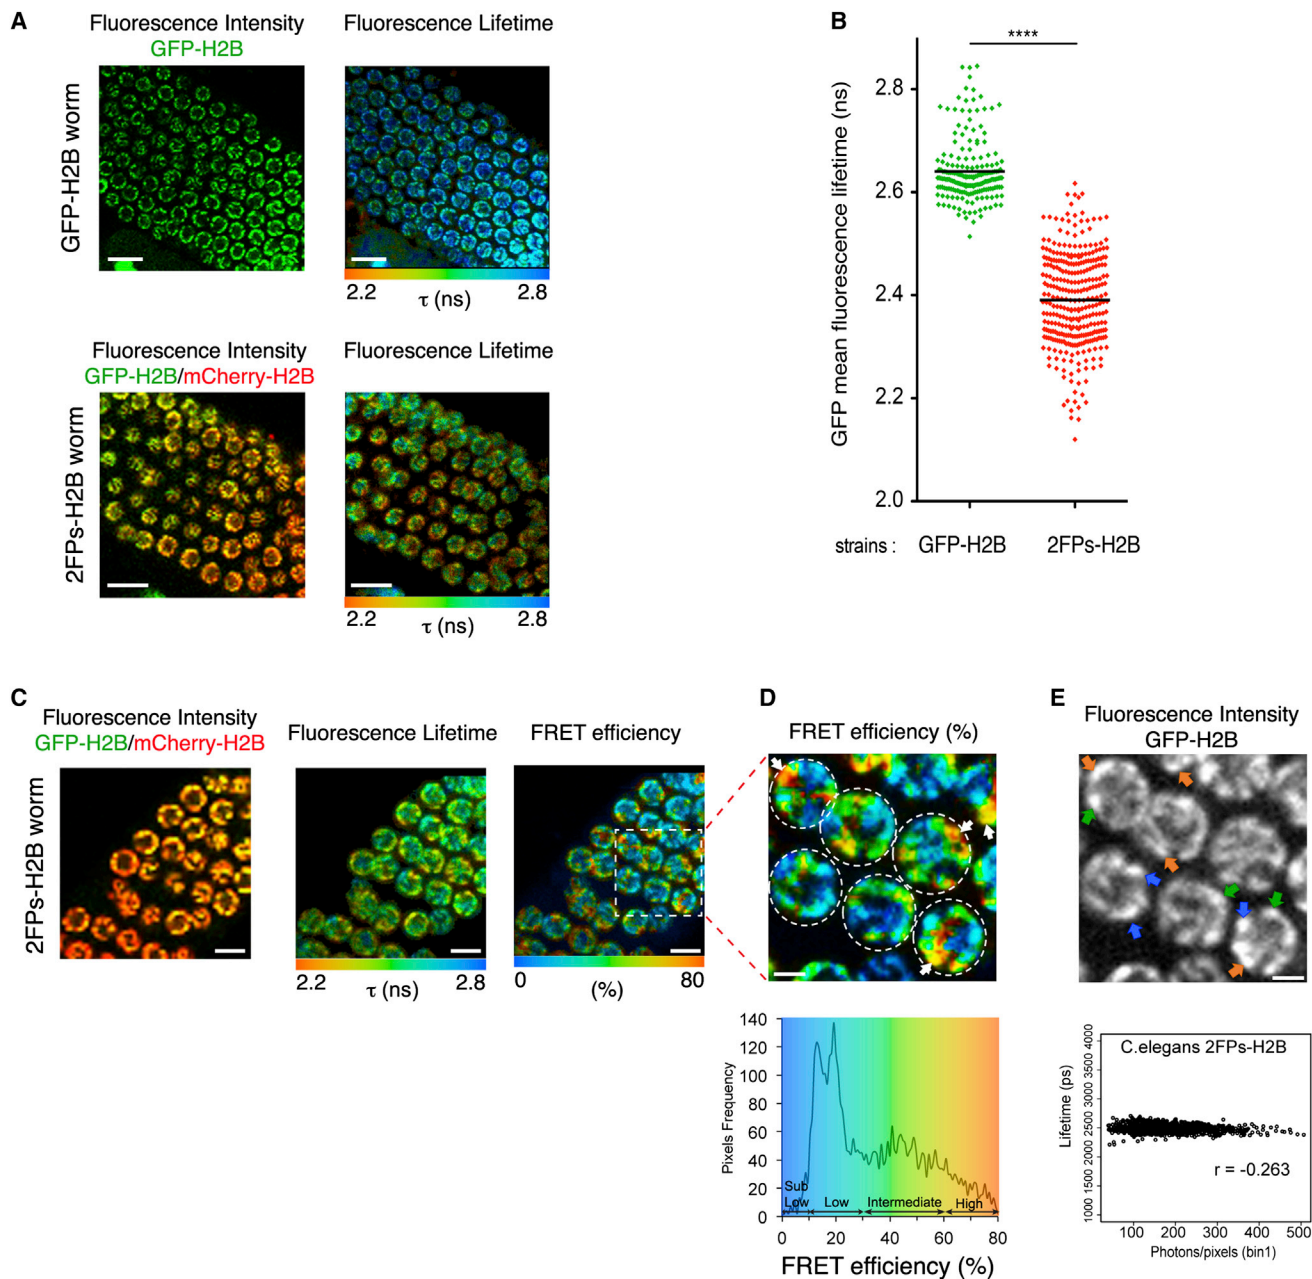 A
Fluorescence Intensity
GFP-H2B
Fluorescence Lifetime
GFP-H2B worm
2.2
2.8
τ (ns)
Fluorescence Intensity
GFP-H2B/mCherry-H2B
Fluorescence Lifetime
2FPs-H2B worm
2.2
2.8
τ (ns)
B
****
GFP mean fluorescence lifetime (ns)
2.8
2.6
2.4
2.2
2.0
strains :
GFP-H2B
2FPs-H2B
C
Fluorescence Intensity
GFP-H2B/mCherry-H2B
Fluorescence Lifetime
FRET efficiency
2FPs-H2B worm
2.2
2.8
τ (ns)
0
80
(%)
D
FRET efficiency (%)
Pixels Frequency
140
120
100
80
60
40
20
0
Sub
Low
Low
Intermediate
High
0
20
40
60
80
FRET efficiency (%)
E
Fluorescence Intensity
GFP-H2B
C.elegans 2FPs-H2B
Lifetime (ps)
4000
3500
3000
2500
2000
1500
1000
r = -0.263
100
200
300
400
500
Photons/pixels (bin1)